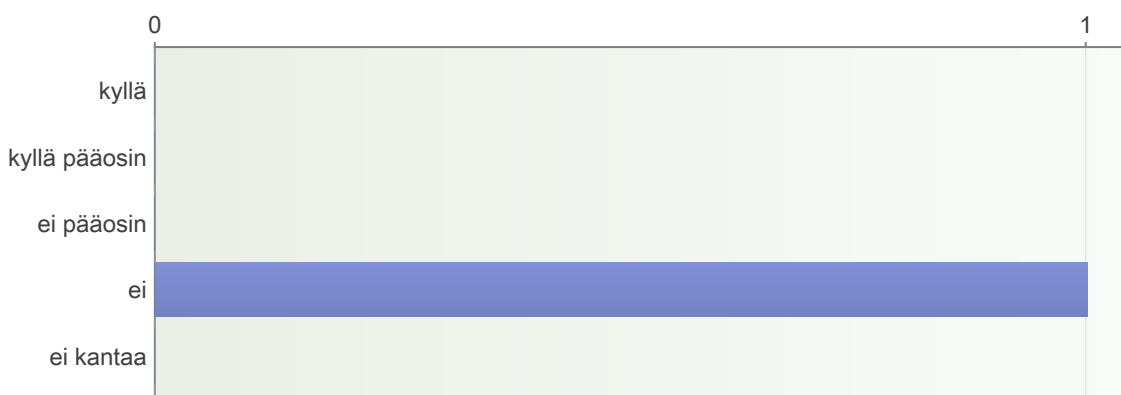 0 1
kyllä
kyllä pääosin
ei pääosin
ei
ei kantaa